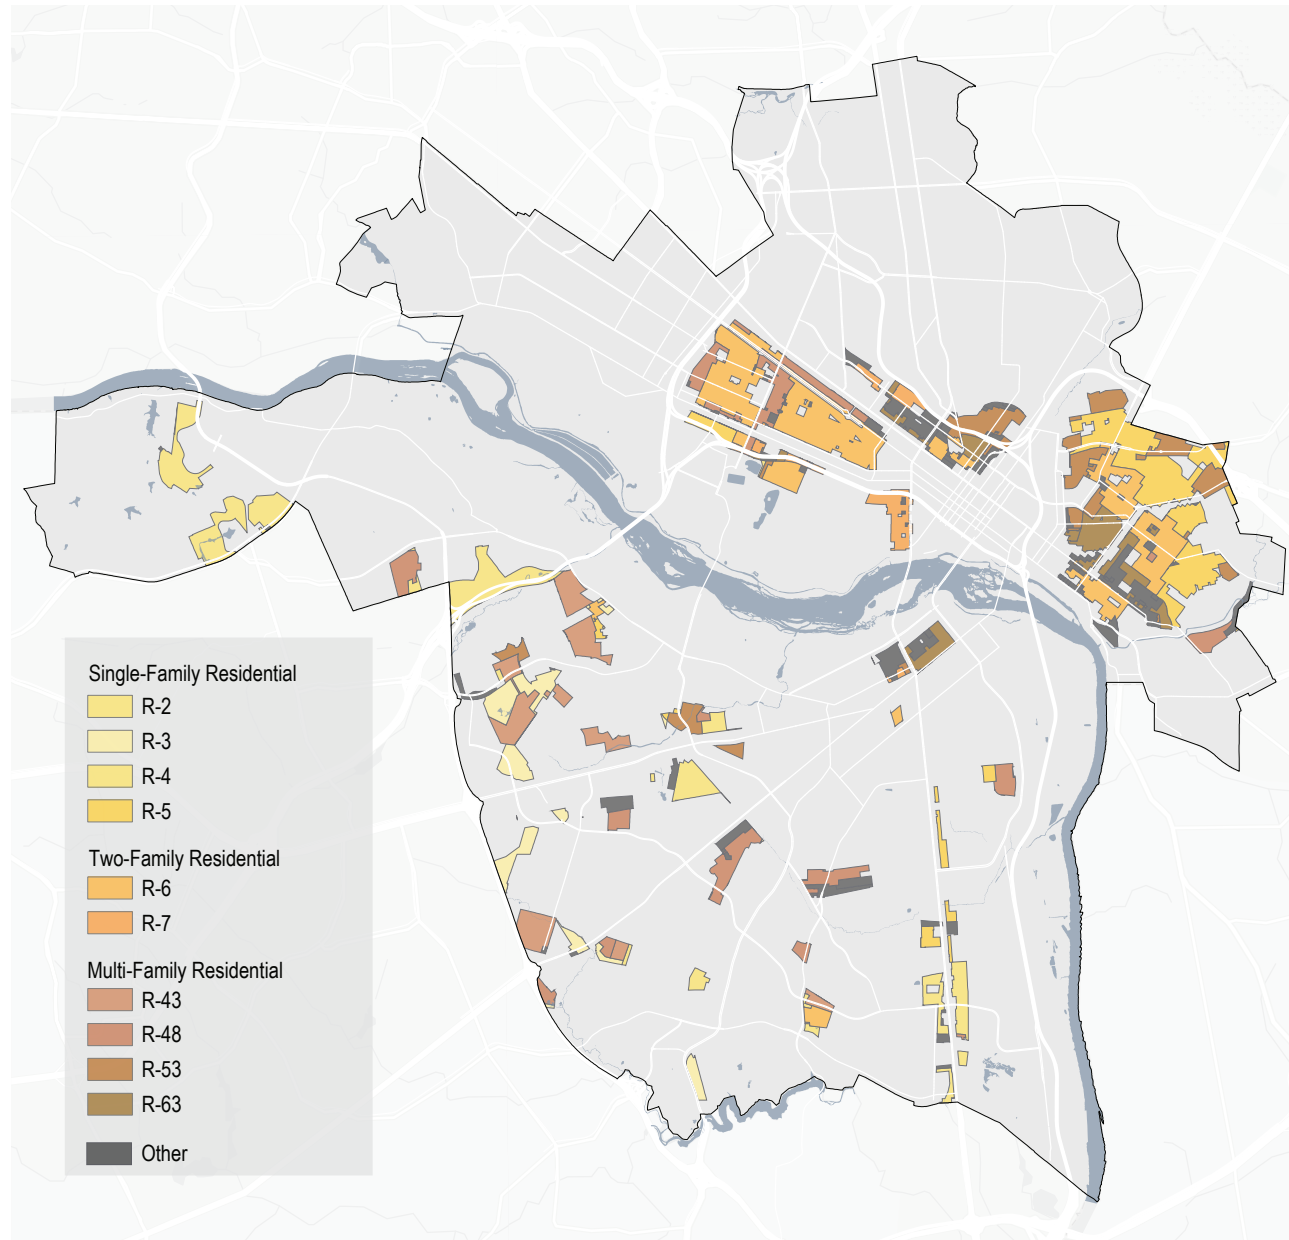 Single-Family Residential
R-2
R-3
R-4
R-5
Two-Family Residential
R-6
R-7
Multi-Family Residential
R-43
R-48
R-53
R-63
Other